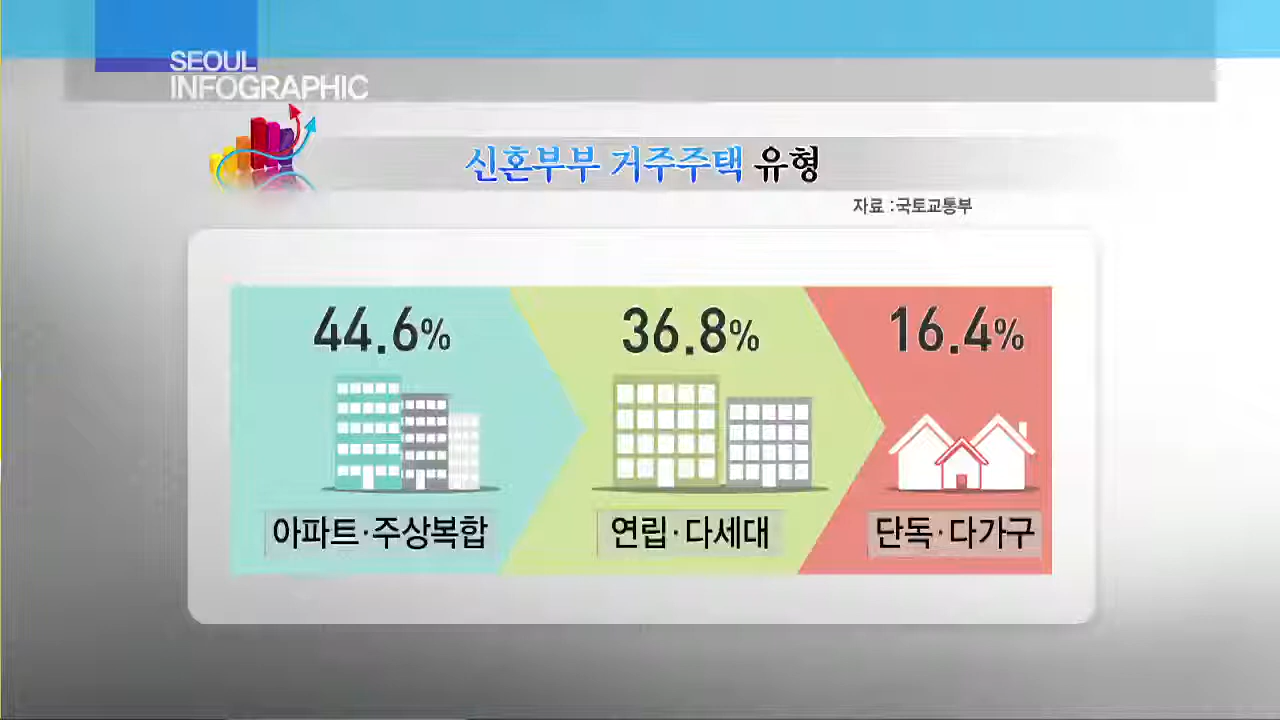 SEOUL
INFOGRAPHIC
신혼부부 거주주택 유형
자료 :국토교통부
44.6%
36.8%
16.4%
아파트·주상복합
연립·다세대
단독·다가구